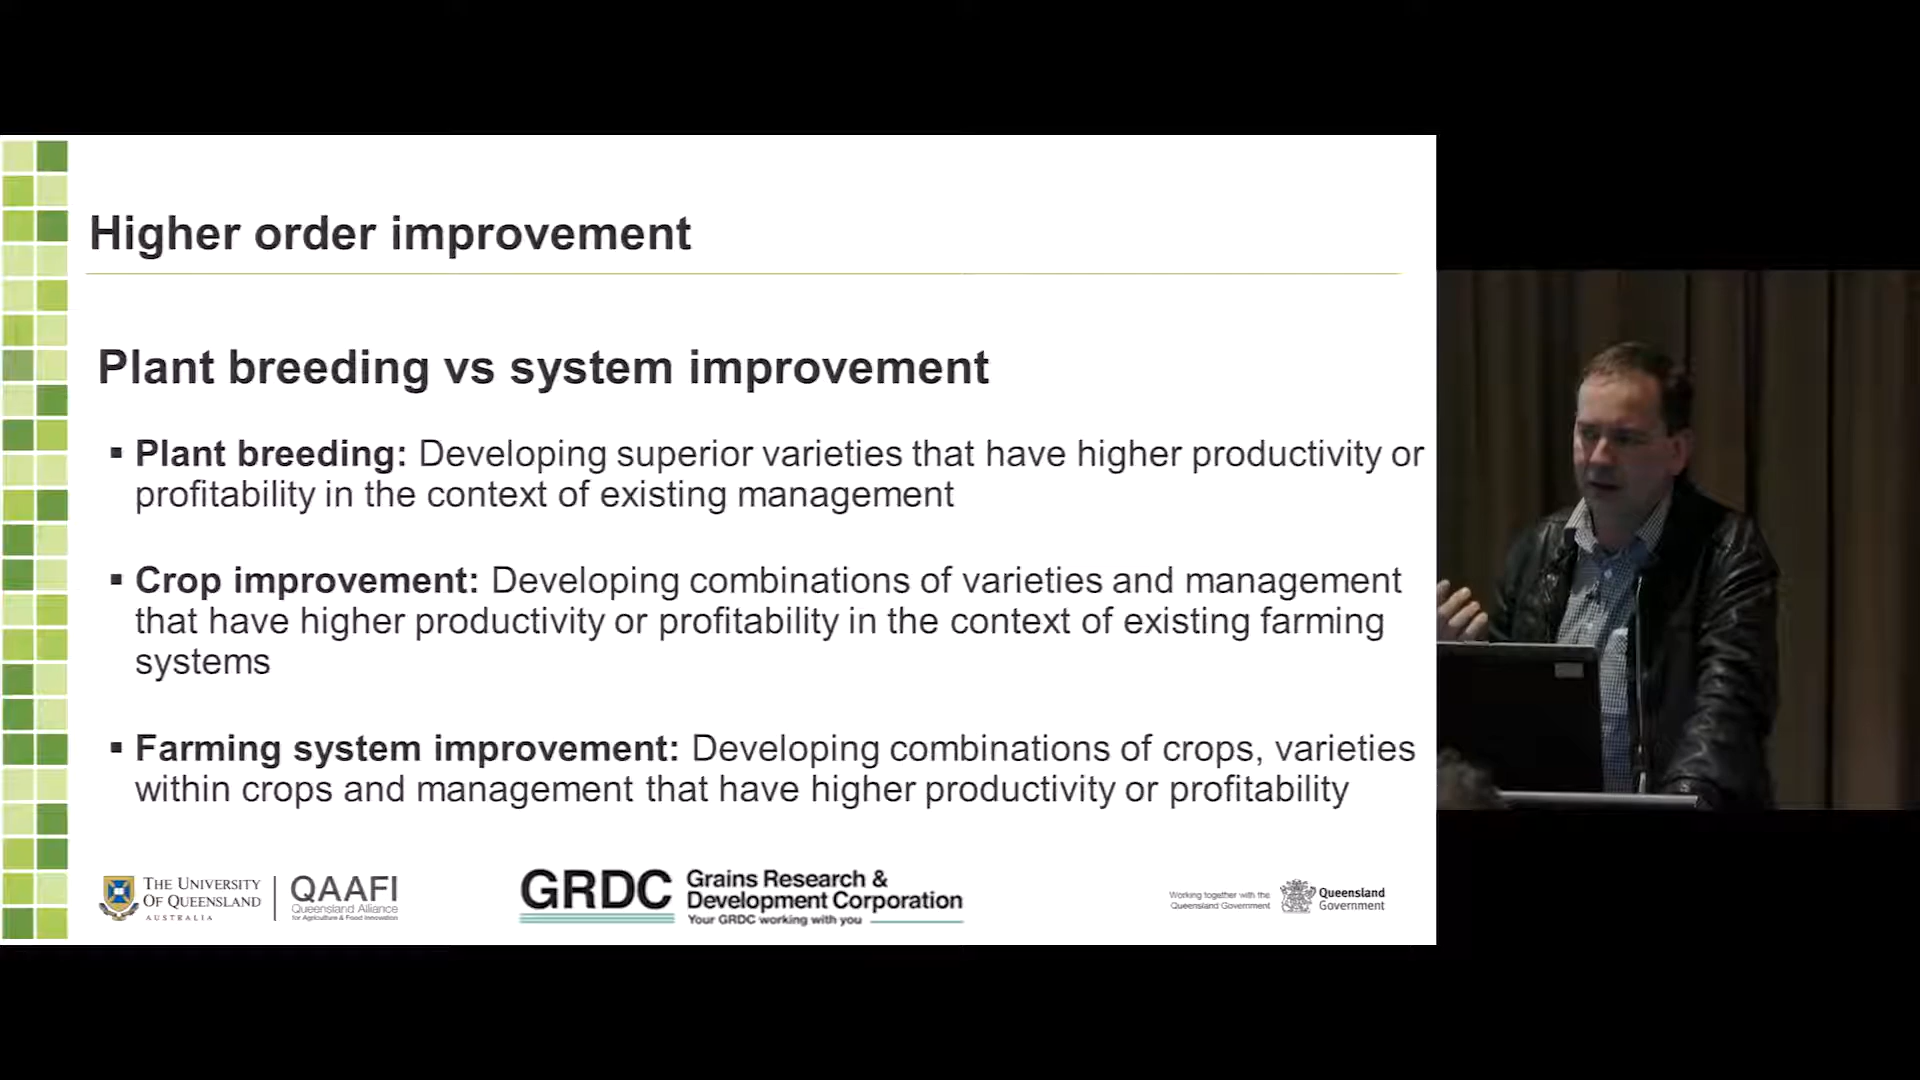 Higher order improvement
Plant breeding vs system improvement
▪ Plant breeding: Developing superior varieties that have higher productivity or
profitability in the context of existing management
▪ Crop improvement: Developing combinations of varieties and management
that have higher productivity or profitability in the context of existing farming
systems
▪ Farming system improvement: Developing combinations of crops, varieties
within crops and management that have higher productivity or profitability
THE UNIVERSITY
OF QUEENSLAND
AUSTRALIA
QAAFI
Queensland Alliance
for Agriculture & Food Innovation
GRDC
Grains Research &
Development Corporation
Your GRDC working with you
Working together with the
Queensland Government
Queensland
Government